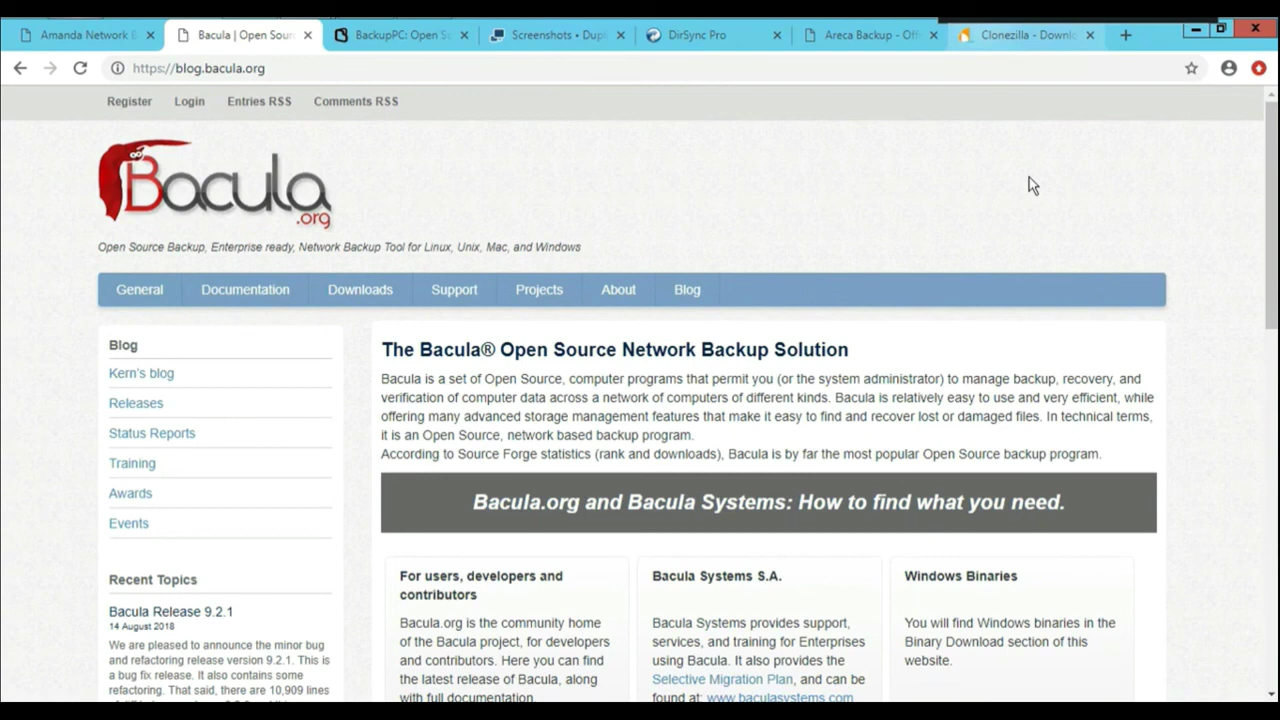 Amanda Network B
Bacula | Open Sour
BackupPC: Open So
Screenshots • Dupl
DirSync Pro
Areca Backup - Offi
Clonezilla - Downlo
https://blog.bacula.org
Register Login Entries RSS Comments RSS
Bacula
.org
Open Source Backup, Enterprise ready, Network Backup Tool for Linux, Unix, Mac, and Windows
General Documentation Downloads Support Projects About Blog
Blog
Kern's blog
Releases
Status Reports
Training
Awards
Events
Recent Topics
Bacula Release 9.2.1
14 August 2018
We are pleased to announce the minor bug
and refactoring release version 9.2.1. This is
a bug fix release. It also contains some
refactoring. That said, there are 10,909 lines
The Bacula® Open Source Network Backup Solution
Bacula is a set of Open Source, computer programs that permit you (or the system administrator) to manage backup, recovery, and
verification of computer data across a network of computers of different kinds. Bacula is relatively easy to use and very efficient, while
offering many advanced storage management features that make it easy to find and recover lost or damaged files. In technical terms,
it is an Open Source, network based backup program.
According to Source Forge statistics (rank and downloads), Bacula is by far the most popular Open Source backup program.
Bacula.org and Bacula Systems: How to find what you need.
For users, developers and
contributors
Bacula.org is the community home
of the Bacula project, for developers
and contributors. Here you can find
the latest release of Bacula, along
with full documentation.
Bacula Systems S.A.
Bacula Systems provides support,
services, and training for Enterprises
using Bacula. It also provides the
Selective Migration Plan, and can be
found at: www.baculasystems.com
Windows Binaries
You will find Windows binaries in the
Binary Download section of this
website.